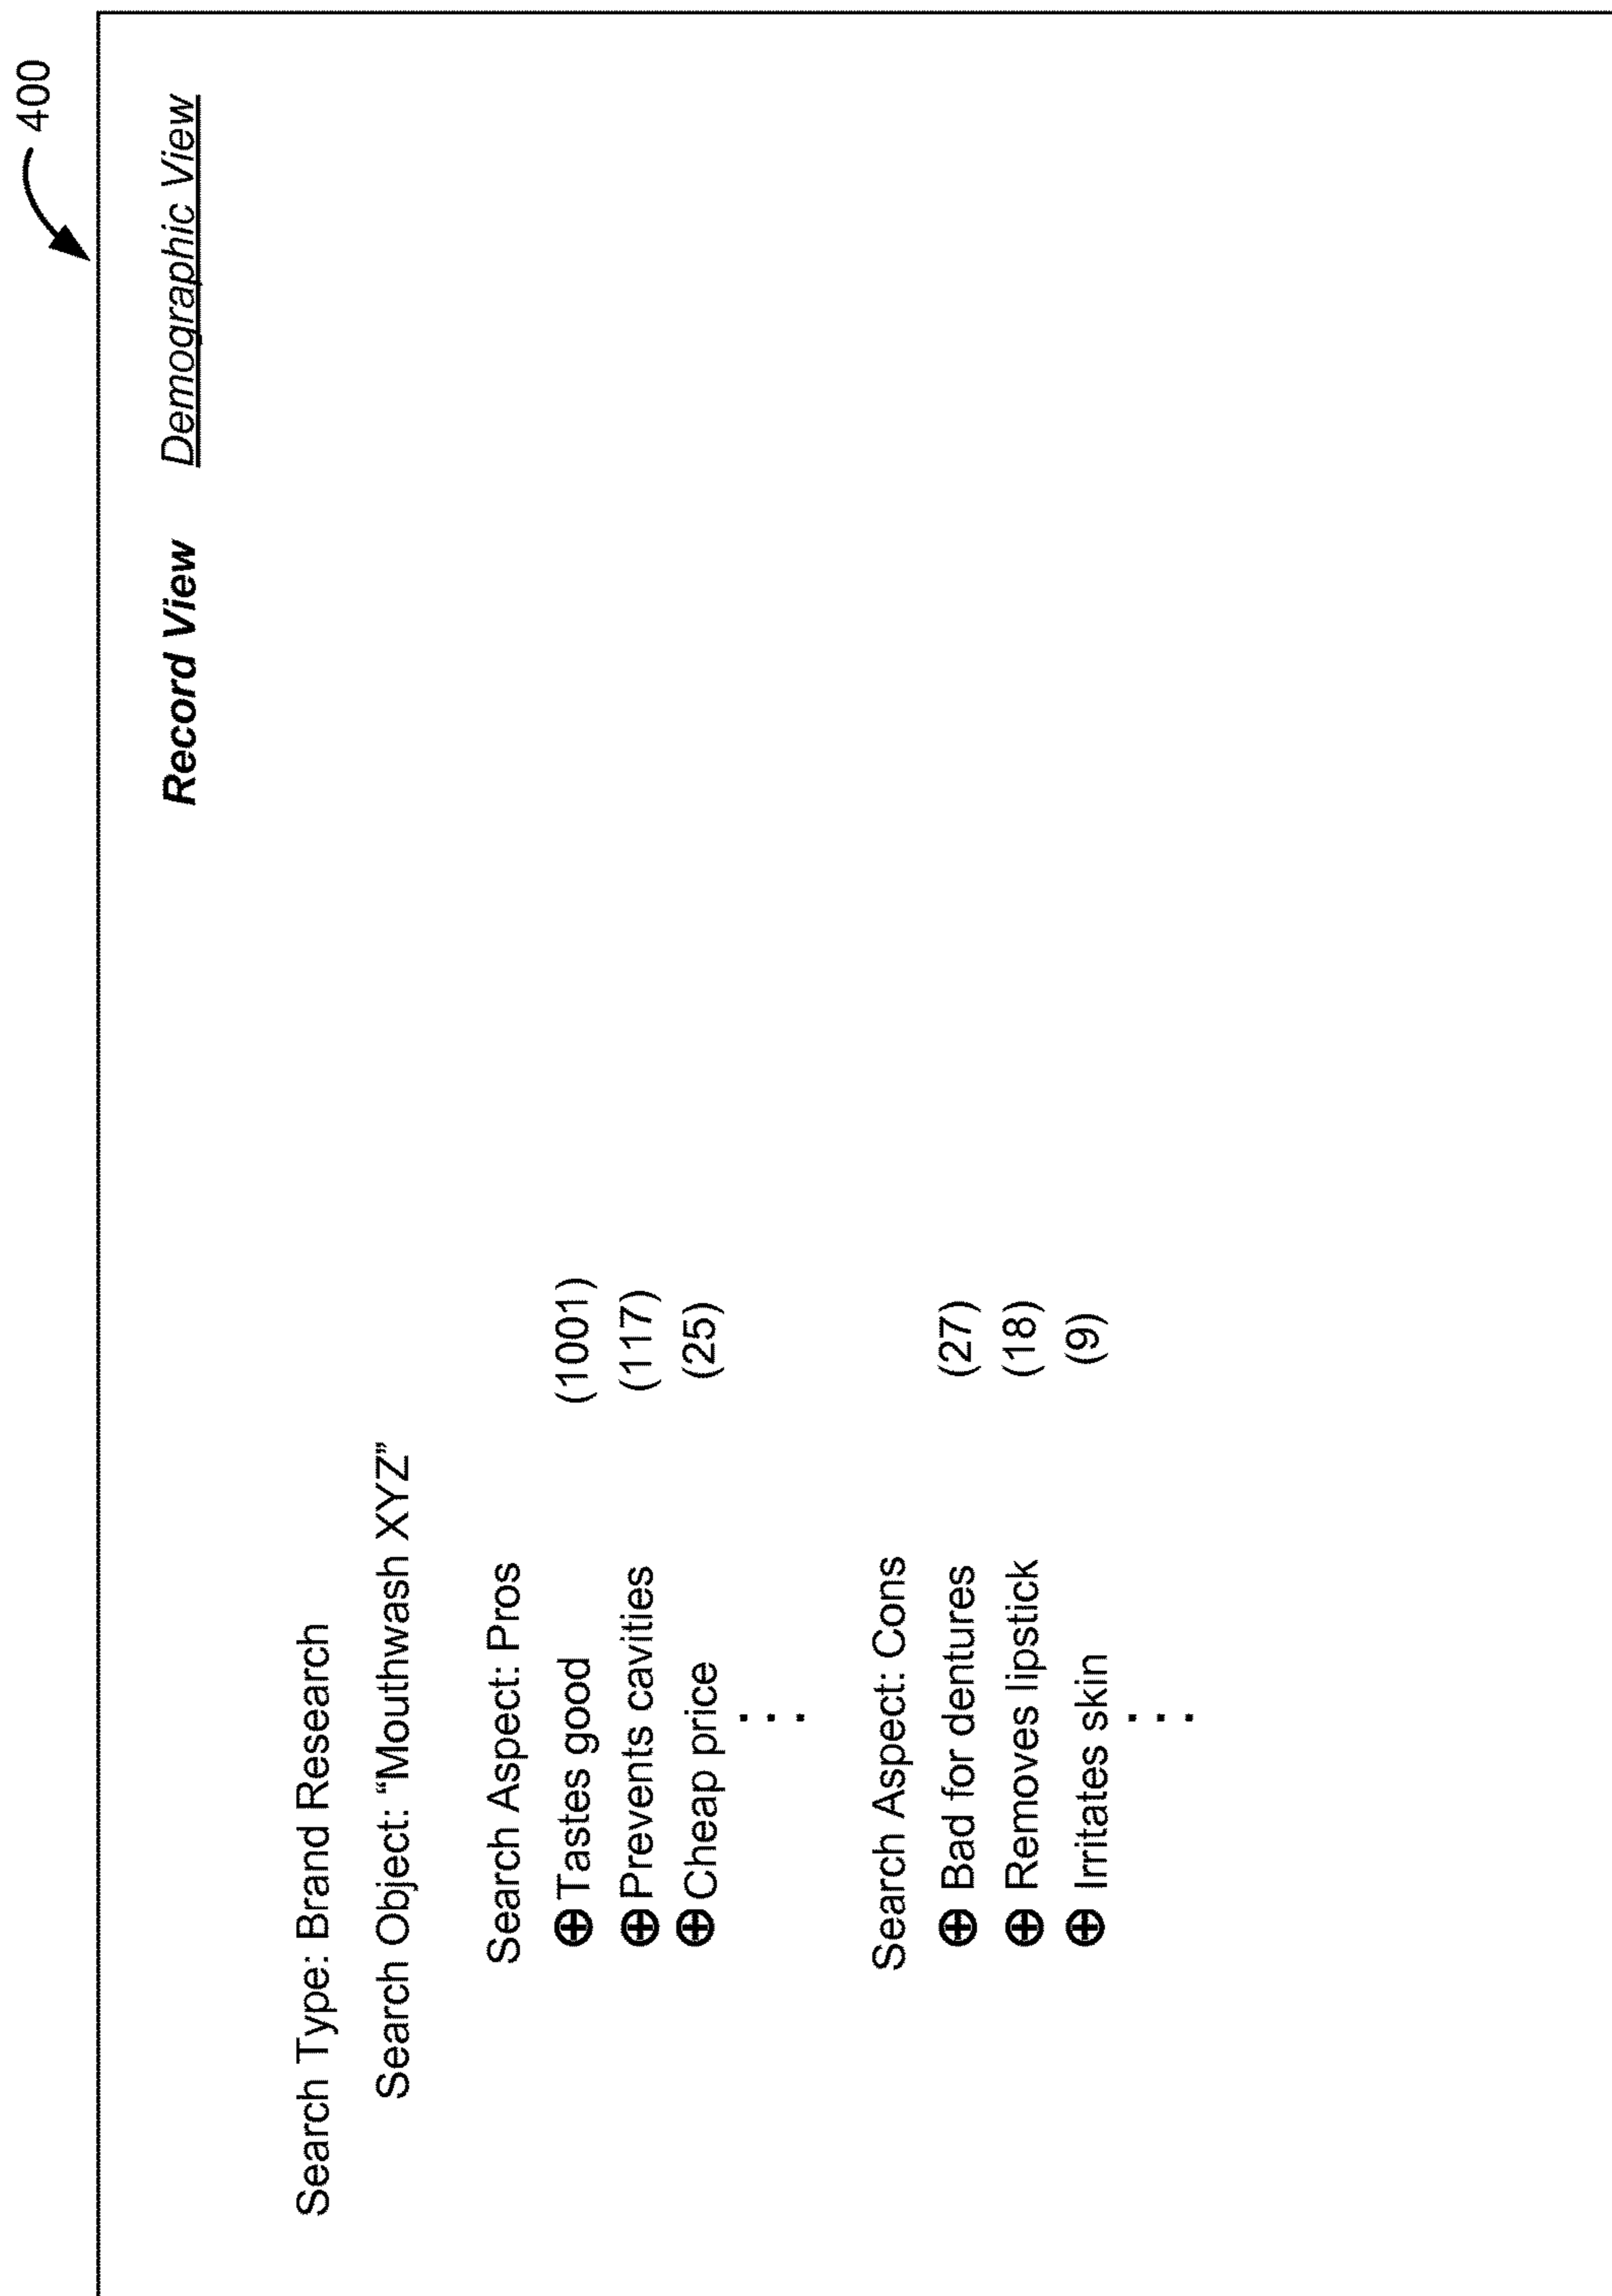 400
Record View Demographic View
Search Type: Brand Research
Search Object: “Mouthwash XYZ”
Search Aspect: Pros
⊕ Tastes good (1001)
⊕ Prevents cavities (117)
⊕ Cheap price (25)
...
Search Aspect: Cons
⊕ Bad for dentures (27)
⊕ Removes lipstick (18)
⊕ Irritates skin (9)
...